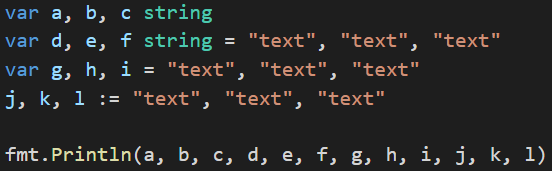 var a, b, c string
var d, e, f string = "text", "text", "text"
var g, h, i = "text", "text", "text"
j, k, l := "text", "text", "text"
fmt.Println(a, b, c, d, e, f, g, h, i, j, k, l)